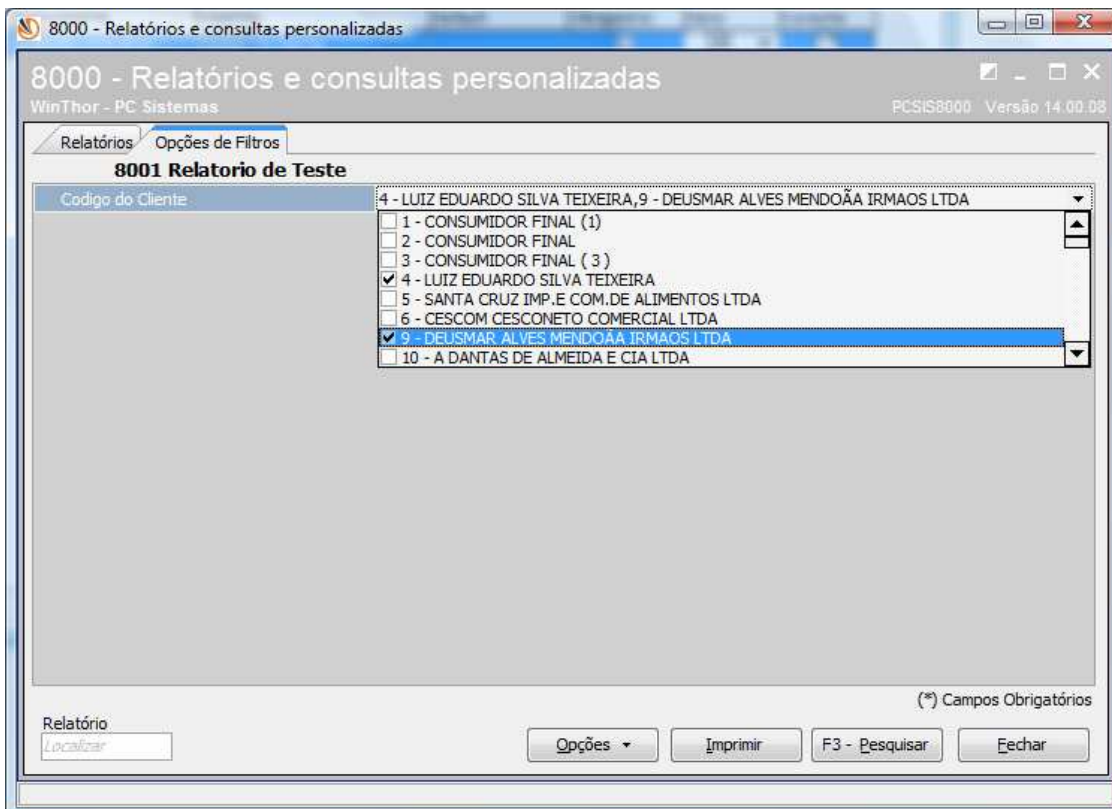 8000 - Relatórios e consultas personalizadas
8000 - Relatórios e consultas personalizadas
WinThor - PC Sistemas
PCSIS8000 Versão 14.00.08
Relatórios
Opções de Filtros
8001 Relatorio de Teste
Codigo do Cliente
4 - LUIZ EDUARDO SILVA TEIXEIRA,9 - DEUSMAR ALVES MENDOÃA IRMAOS LTDA
1 - CONSUMIDOR FINAL (1)
2 - CONSUMIDOR FINAL
3 - CONSUMIDOR FINAL ( 3 )
4 - LUIZ EDUARDO SILVA TEIXEIRA
5 - SANTA CRUZ IMP.E COM.DE ALIMENTOS LTDA
6 - CESCOM CESCONETO COMERCIAL LTDA
9 - DEUSMAR ALVES MENDOÃA IRMAOS LTDA
10 - A DANTAS DE ALMEIDA E CIA LTDA
(*) Campos Obrigatórios
Relatório
Localizar
Opções
Imprimir
F3 - Pesquisar
Fechar